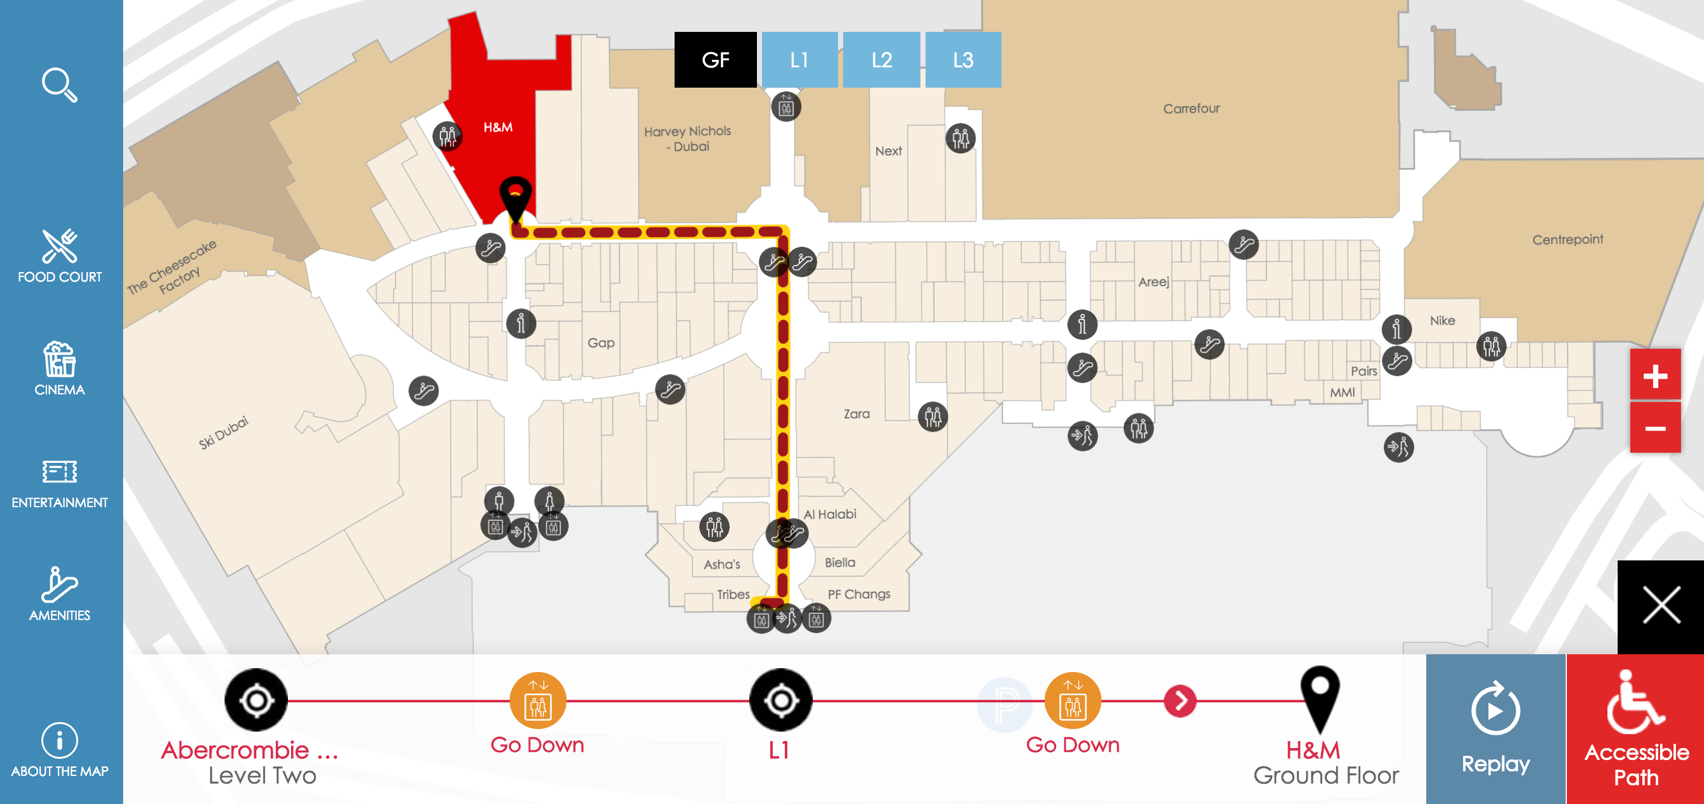 GF
L1
L2
L3
FOOD COURT
CINEMA
ENTERTAINMENT
AMENITIES
ABOUT THE MAP
H&M
Harvey Nichols
- Dubai
Next
Carrefour
Centrepoint
The Cheesecake
Factory
Areej
Nike
Gap
Pairs
MMI
Zara
Ski Dubai
Al Halabi
Asha's
Biella
Tribes
PF Changs
P
Abercrombie ...
Level Two
Go Down
L1
Go Down
H&M
Ground Floor
Replay
Accessible
Path